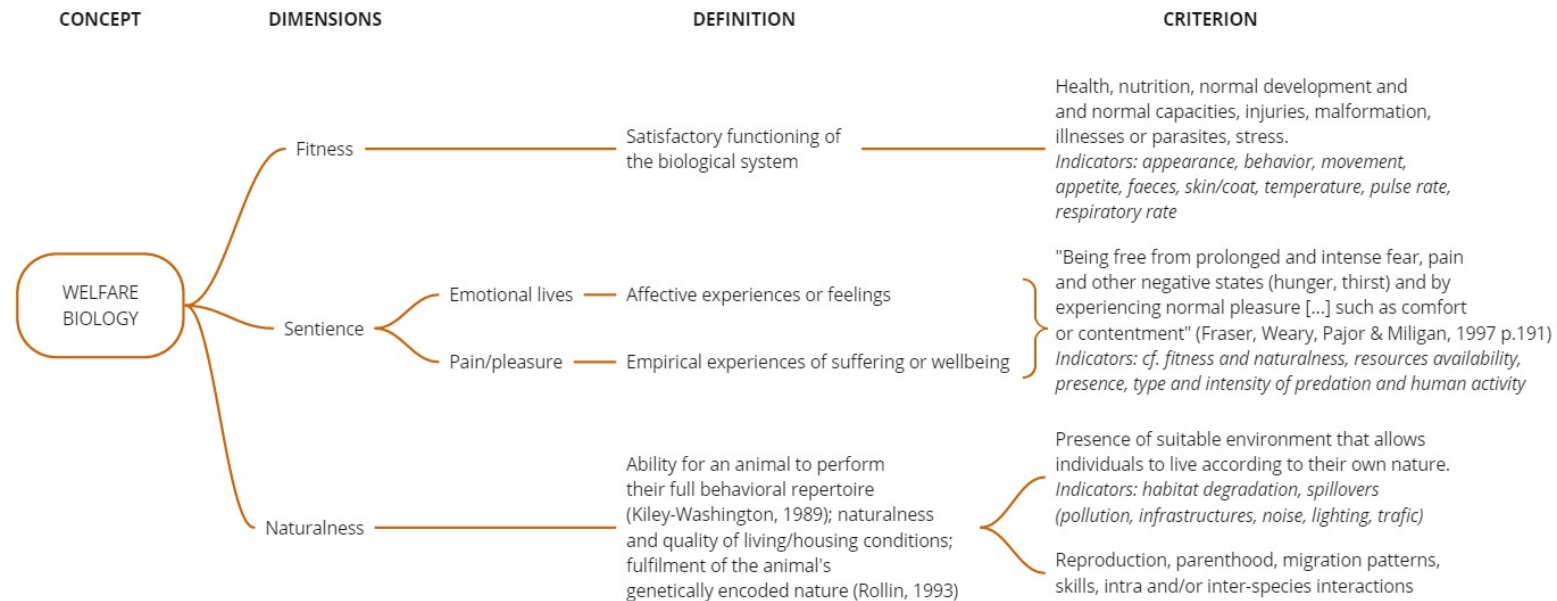 CONCEPT
DIMENSIONS
DEFINITION
CRITERION
WELFARE
BIOLOGY
Fitness
Satisfactory functioning of
the biological system
Health, nutrition, normal development and
and normal capacities, injuries, malformation,
illnesses or parasites, stress.
Indicators: appearance, behavior, movement,
appetite, faeces, skin/coat, temperature, pulse rate,
respiratory rate
Sentience
Emotional lives
Affective experiences or feelings
Pain/pleasure
Empirical experiences of suffering or wellbeing
"Being free from prolonged and intense fear, pain
and other negative states (hunger, thirst) and by
experiencing normal pleasure [...] such as comfort
or contentment" (Fraser, Weary, Pajor & Miligan, 1997 p.191)
Indicators: cf. fitness and naturalness, resources availability,
presence, type and intensity of predation and human activity
Naturalness
Ability for an animal to perform
their full behavioral repertoire
(Kiley-Washington, 1989); naturalness
and quality of living/housing conditions;
fulfilment of the animal's
genetically encoded nature (Rollin, 1993)
Presence of suitable environment that allows
individuals to live according to their own nature.
Indicators: habitat degradation, spillovers
(pollution, infrastructures, noise, lighting, trafic)
Reproduction, parenthood, migration patterns,
skills, intra and/or inter-species interactions